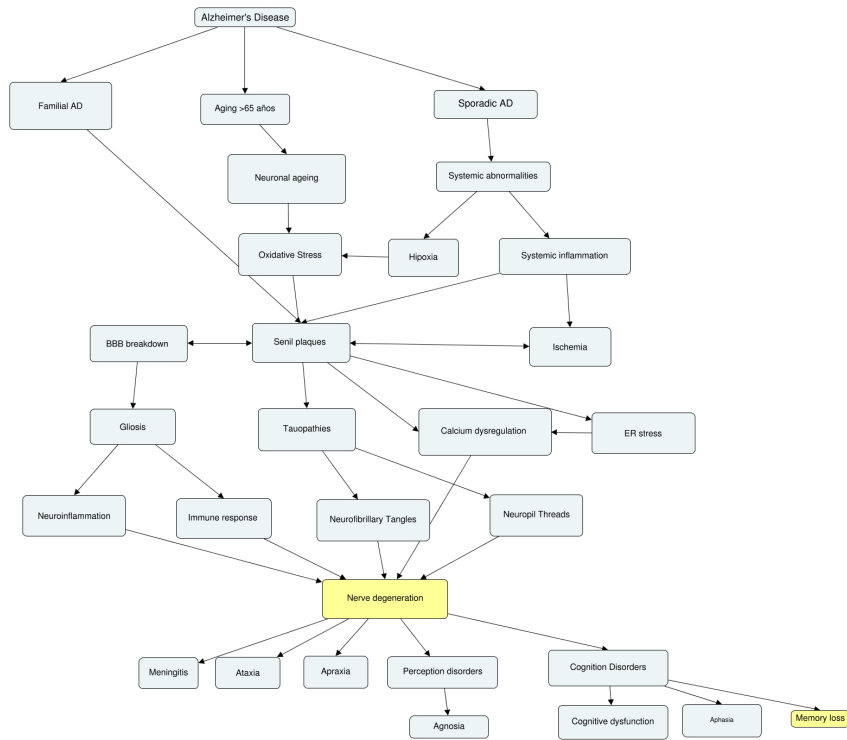 Alzheimer's Disease
Familial AD
Aging >65 años
Sporadic AD
Neuronal ageing
Systemic abnormalities
Oxidative Stress
Hipoxia
Systemic inflammation
BBB breakdown
Senil plaques
Ischemia
Gliosis
Tauopathies
Calcium dysregulation
ER stress
Neuroinflammation
Immune response
Neurofibrillary Tangles
Neuropil Threads
Nerve degeneration
Meningitis
Ataxia
Apraxia
Perception disorders
Cognition Disorders
Agnosia
Cognitive dysfunction
Aphasia
Memory loss